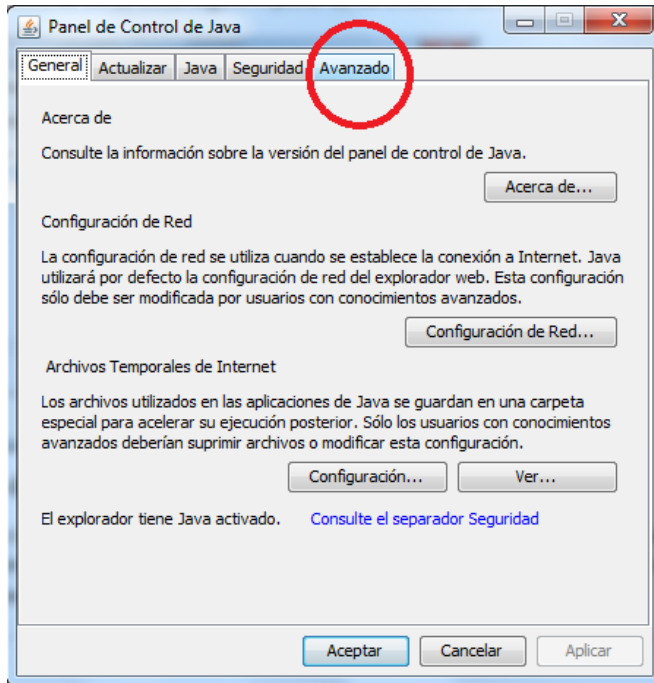 Panel de Control de Java
General Actualizar Java Seguridad Avanzado
Acerca de
Consulte la información sobre la versión del panel de control de Java.
Acerca de...
Configuración de Red
La configuración de red se utiliza cuando se establece la conexión a Internet. Java
utilizará por defecto la configuración de red del explorador web. Esta configuración
sólo debe ser modificada por usuarios con conocimientos avanzados.
Configuración de Red...
Archivos Temporales de Internet
Los archivos utilizados en las aplicaciones de Java se guardan en una carpeta
especial para acelerar su ejecución posterior. Sólo los usuarios con conocimientos
avanzados deberían suprimir archivos o modificar esta configuración.
Configuración... Ver...
El explorador tiene Java activado. Consulte el separador Seguridad
Aceptar Cancelar Aplicar